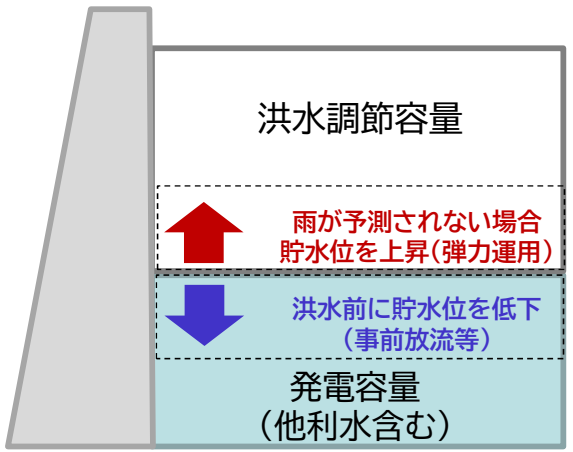 洪水調節容量
雨が予測されない場合
貯水位を上昇(弾力運用)
洪水前に貯水位を低下
(事前放流等)
発電容量
(他利水含む)